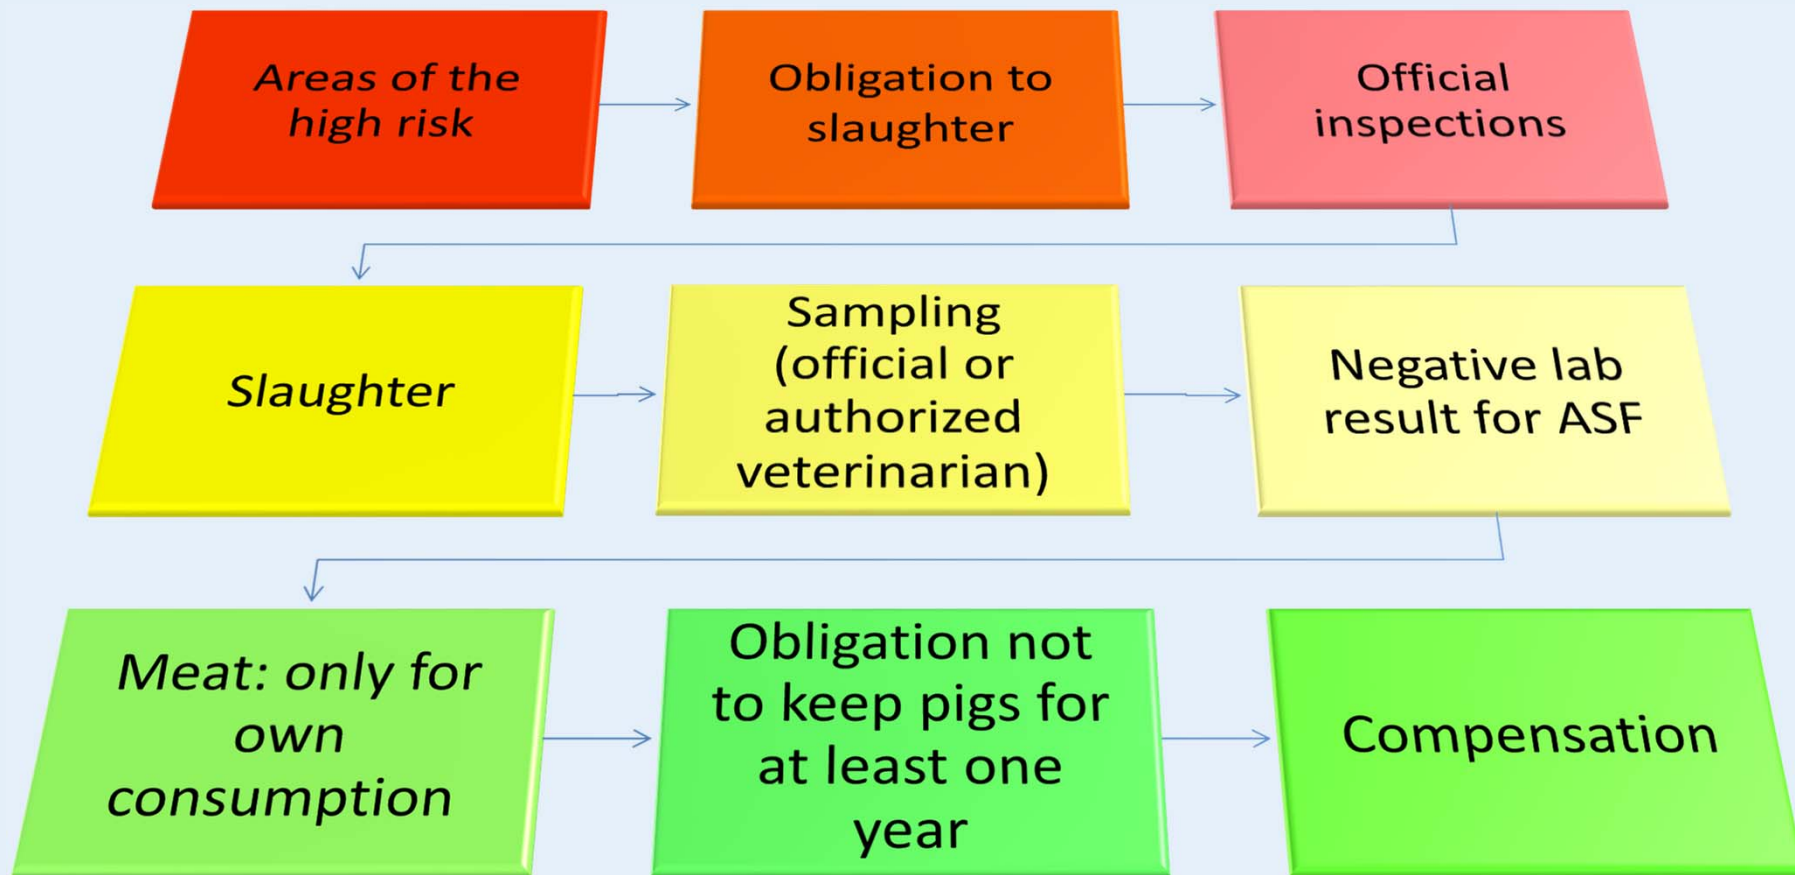 Areas of the
high risk
Obligation to
slaughter
Official
inspections
Slaughter
Sampling
(official or
authorized
veterinarian)
Negative lab
result for ASF
Meat: only for
own
consumption
Obligation not
to keep pigs for
at least one
year
Compensation